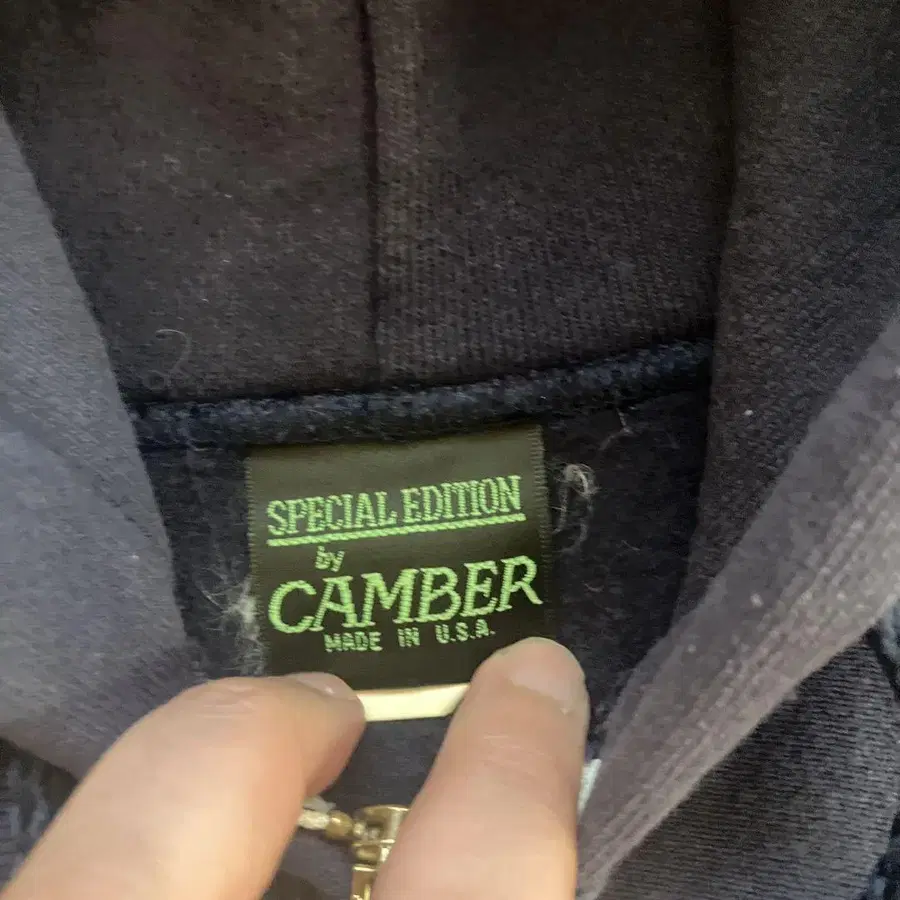 SPECIAL EDITION
by
CAMBER
MADE IN U.S.A.